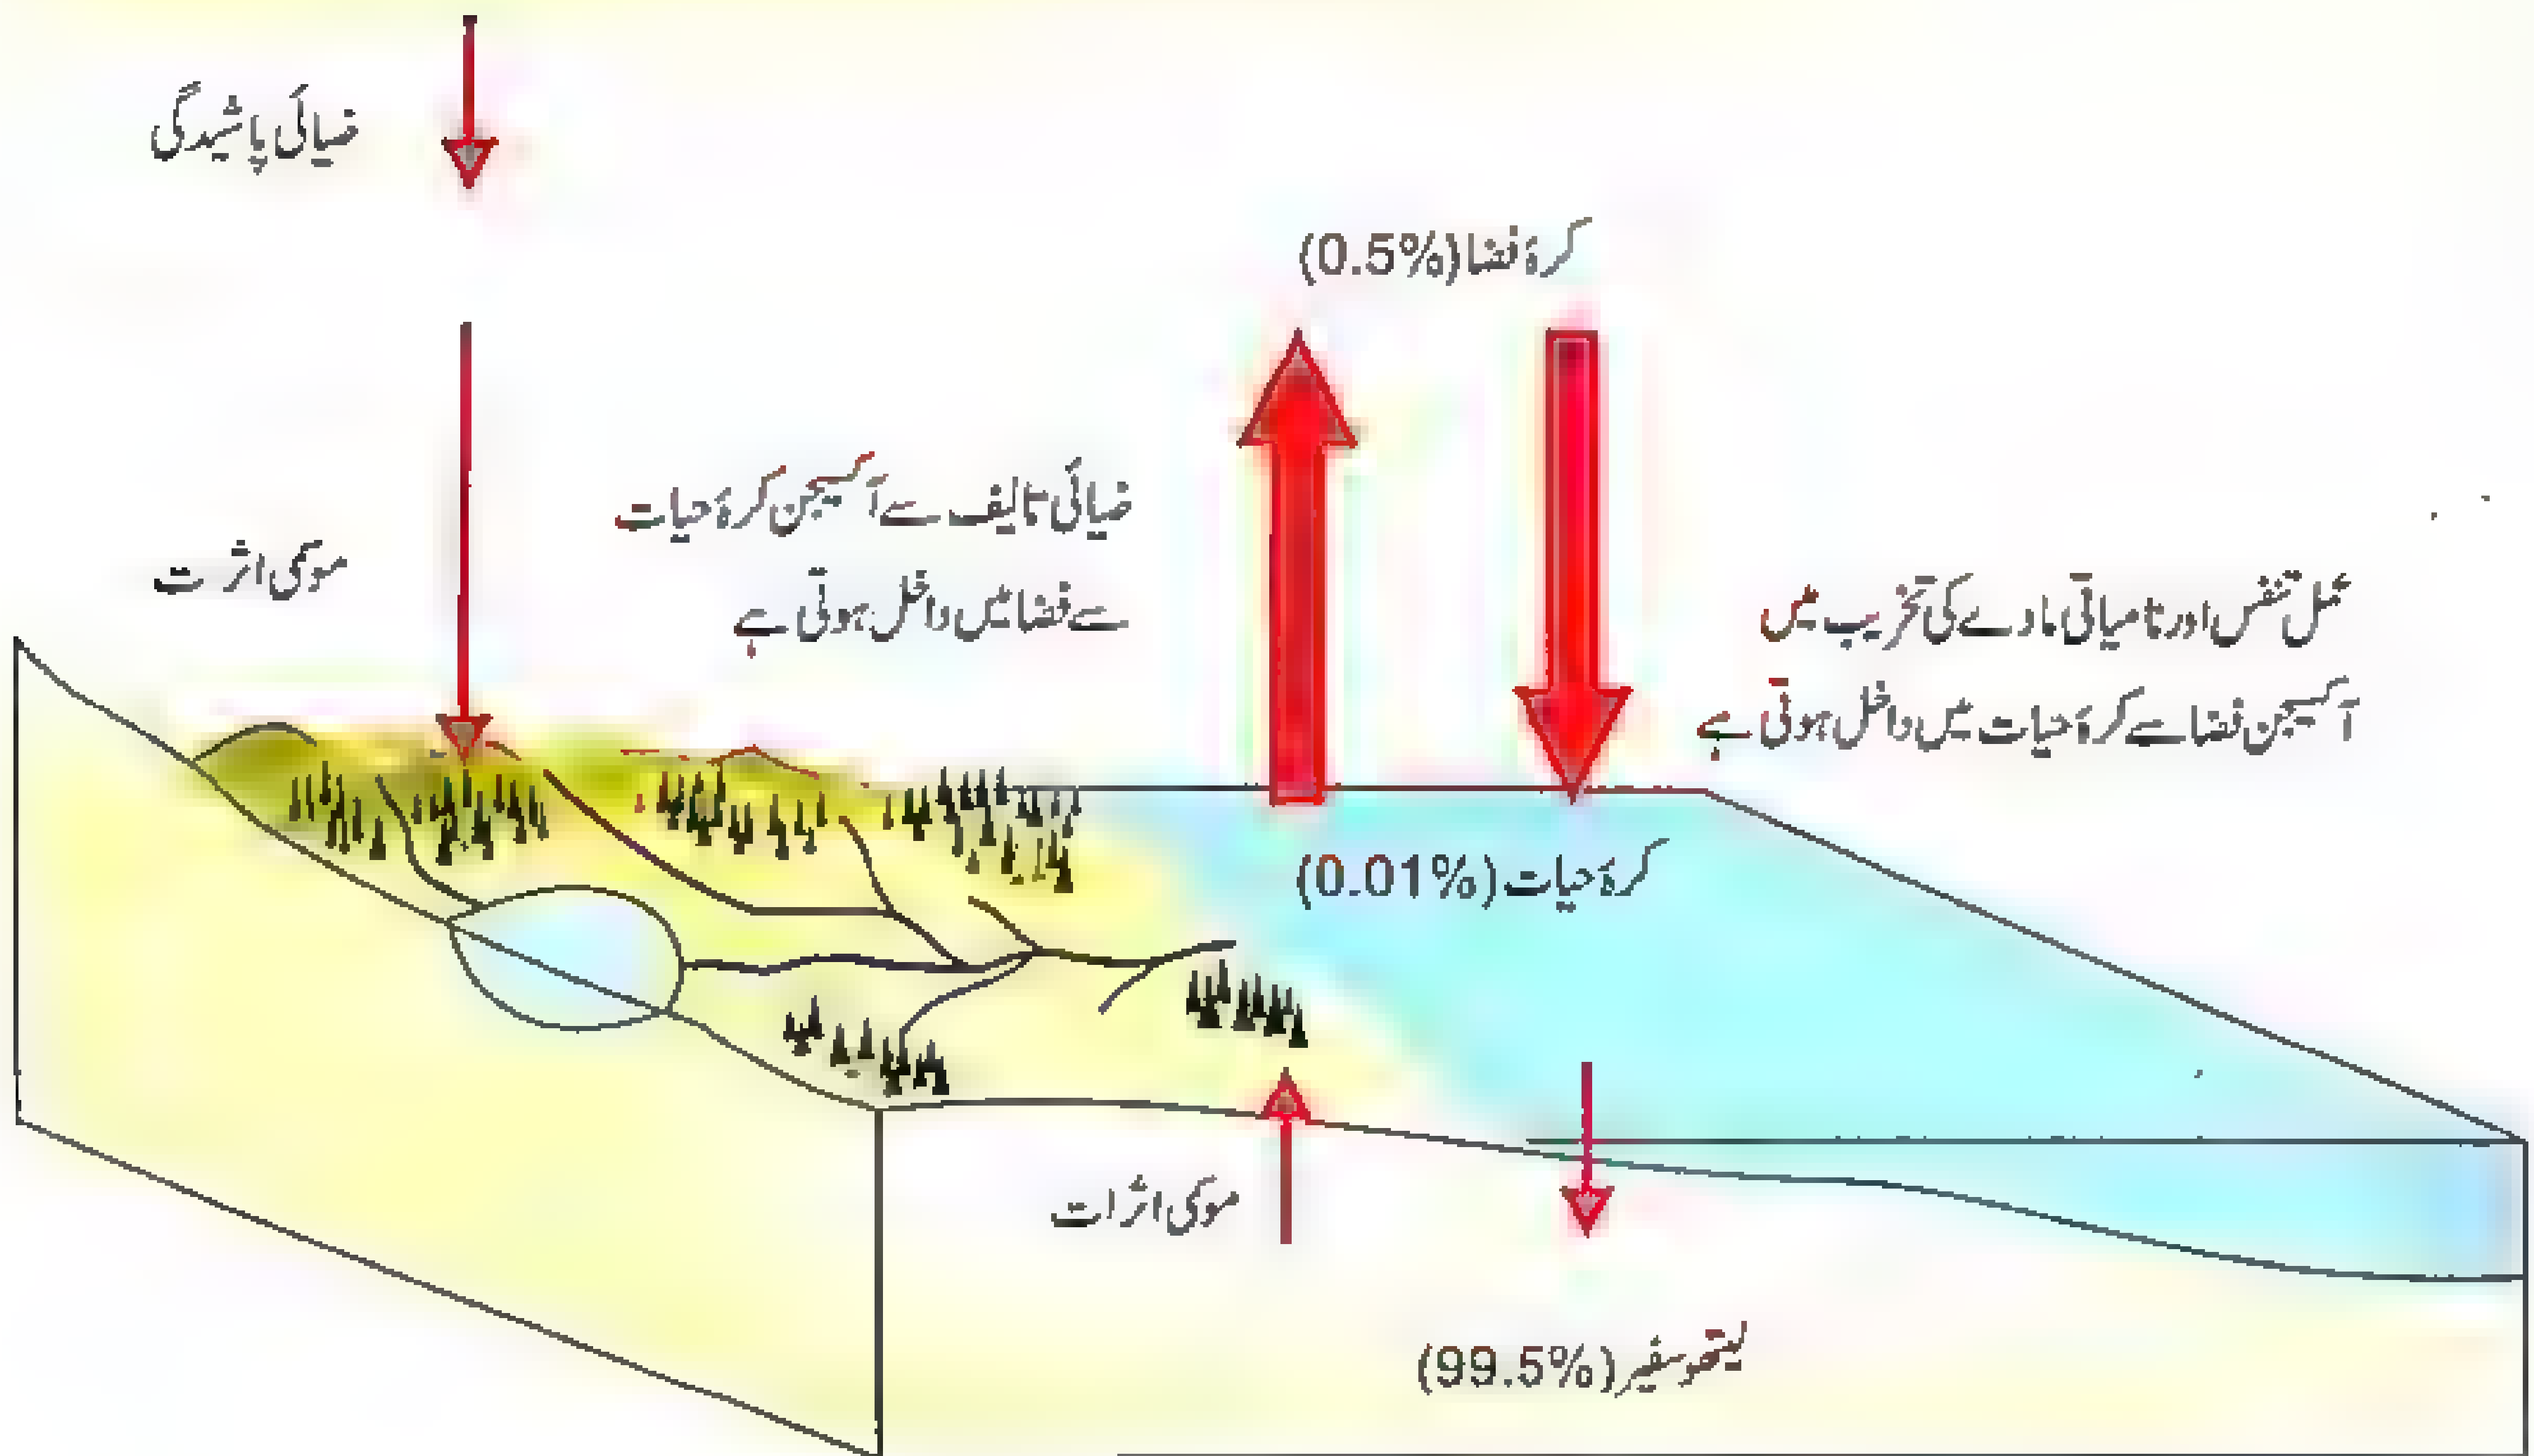 ضیائی پاشیدگی
کرۂ فضا (0.5%)
ضیائی تالیف سے آکسیجن کرۂ حیات
سے فضا میں داخل ہوتی ہے
موسمی اثر ت
عمل تنفس اور نامیاتی مادے کی تخریب میں
آکسیجن فضا سے کرۂ حیات میں داخل ہوتی ہے
کرۂ حیات (0.01%)
موسمی اثرات
لیتھوسفیر (99.5%)